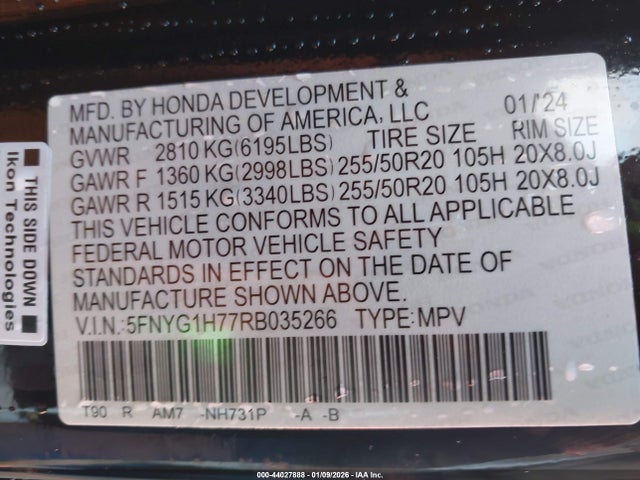 MFD. BY HONDA DEVELOPMENT &
MANUFACTURING OF AMERICA, LLC 01/'24
GVWR 2810 KG(6195LBS) TIRE SIZE RIM SIZE
GAWR F 1360 KG(2998LBS) 255/50R20 105H 20X8.0J
GAWR R 1515 KG(3340LBS) 255/50R20 105H 20X8.0J
THIS VEHICLE CONFORMS TO ALL APPLICABLE
FEDERAL MOTOR VEHICLE SAFETY
STANDARDS IN EFFECT ON THE DATE OF
MANUFACTURE SHOWN ABOVE.
V.I.N.:5FNYG1H77RB035266 TYPE:MPV
T90 R AM7 -NH731P -A -B
THIS SIDE DOWN
Ikon Technologies
000-44027888 - 01/09/2026 - IAA Inc.